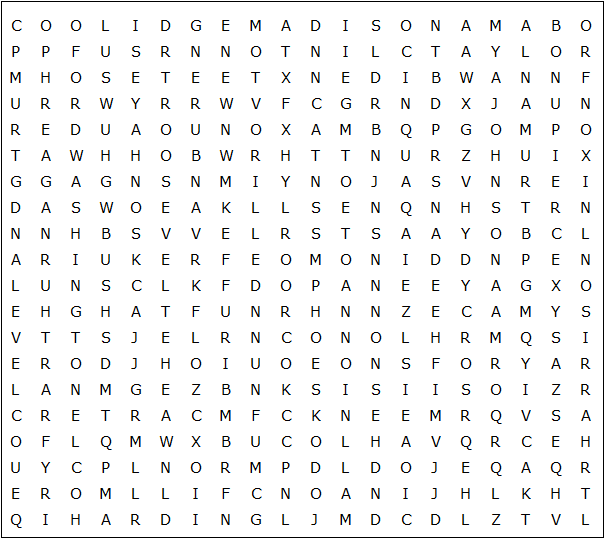 C O O L I D G E M A D I S O N A M A B O
P P F U S R N N O T N I L C T A Y L O R
M H O S E T E E T X N E D I B W A N N F
U R R W Y R R W V F C G R N D X J A U N
R E D U A O U N O X A M B Q P G O M P O
T A W H H O B W R H T T N U R Z H U I X
G G A G N S N M I Y N O J A S V N R E I
D A S W O E A K L L S E N Q N H S T R N
N N H B S V V E L R S T S A A Y O B C L
A R I U K E R F E O M O N I D D N P E N
L U N S C L K F D O P A N E E Y A G X O
E H G H A T F U N R H N N Z E C A M Y S
V T T S J E L R N C O N O L H R M Q S I
E R O D J H O I U O E O N S F O R Y A R
L A N M G E Z B N K S I S I I S O I Z R
C R E T R A C M F C K N E E M R Q V S A
O F L Q M W X B U C O L H A V Q R C E H
U Y C P L N O R M P D L D O J E Q A Q R
E R O M L L I F C N O A N I J H L K H T
Q I H A R D I N G L J M D C D L Z T V L